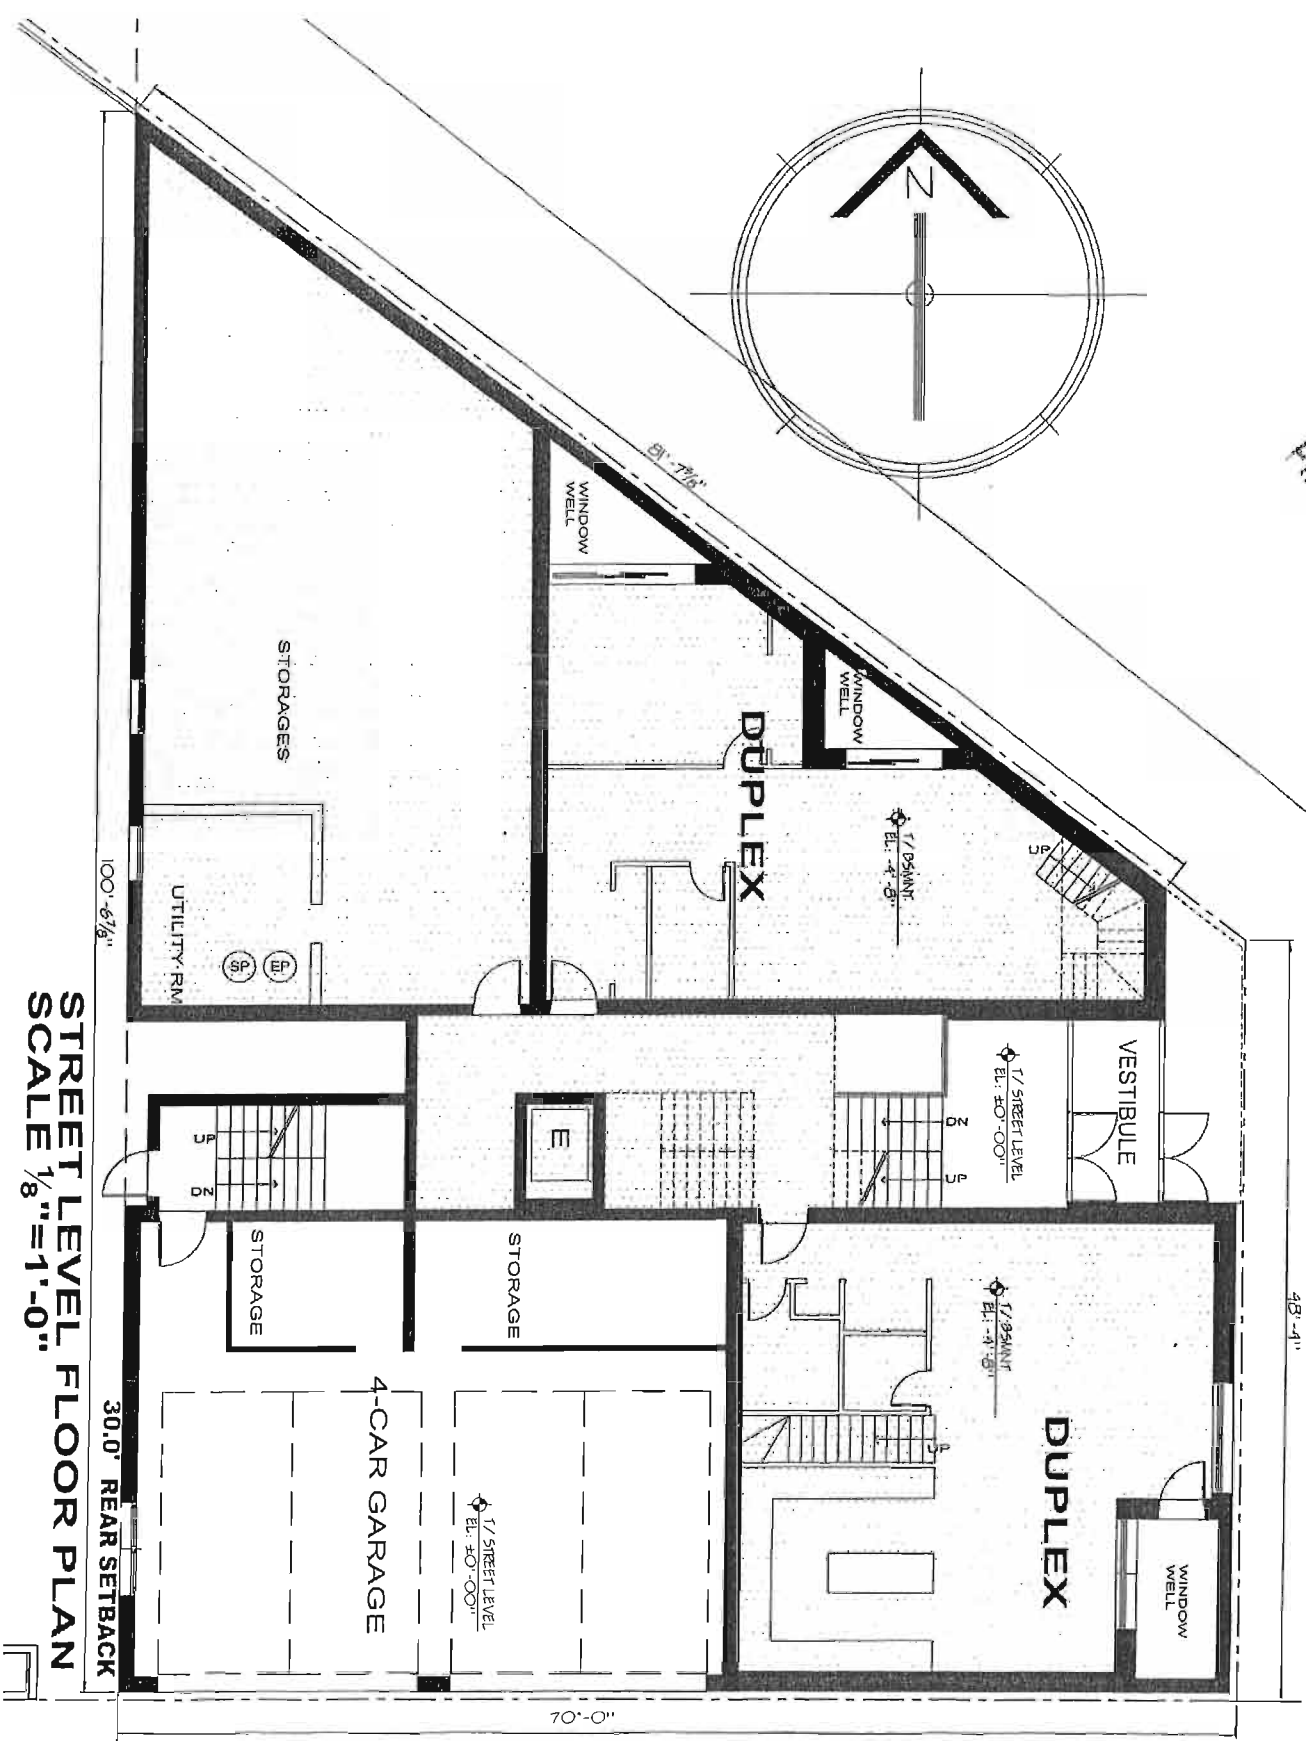 N
81'-7⅞"
WINDOW
WELL
WINDOW
WELL
STORAGES
DUPLEX
T/BSMNT
EL: -4'-8"
UP
UTILITY RM
SP
EP
100'-6⅞"
VESTIBULE
T/STREET LEVEL
EL: ±0'-00"
E
UP
DN
DN
UP
STORAGE
STORAGE
T/BSMNT
EL: -4'-8"
48'-4"
UP
DUPLEX
4-CAR GARAGE
T/STREET LEVEL
EL: ±0'-00"
WINDOW
WELL
30.0' REAR SETBACK
STREET LEVEL FLOOR PLAN
SCALE ⅛"=1'-0"
70'-0"